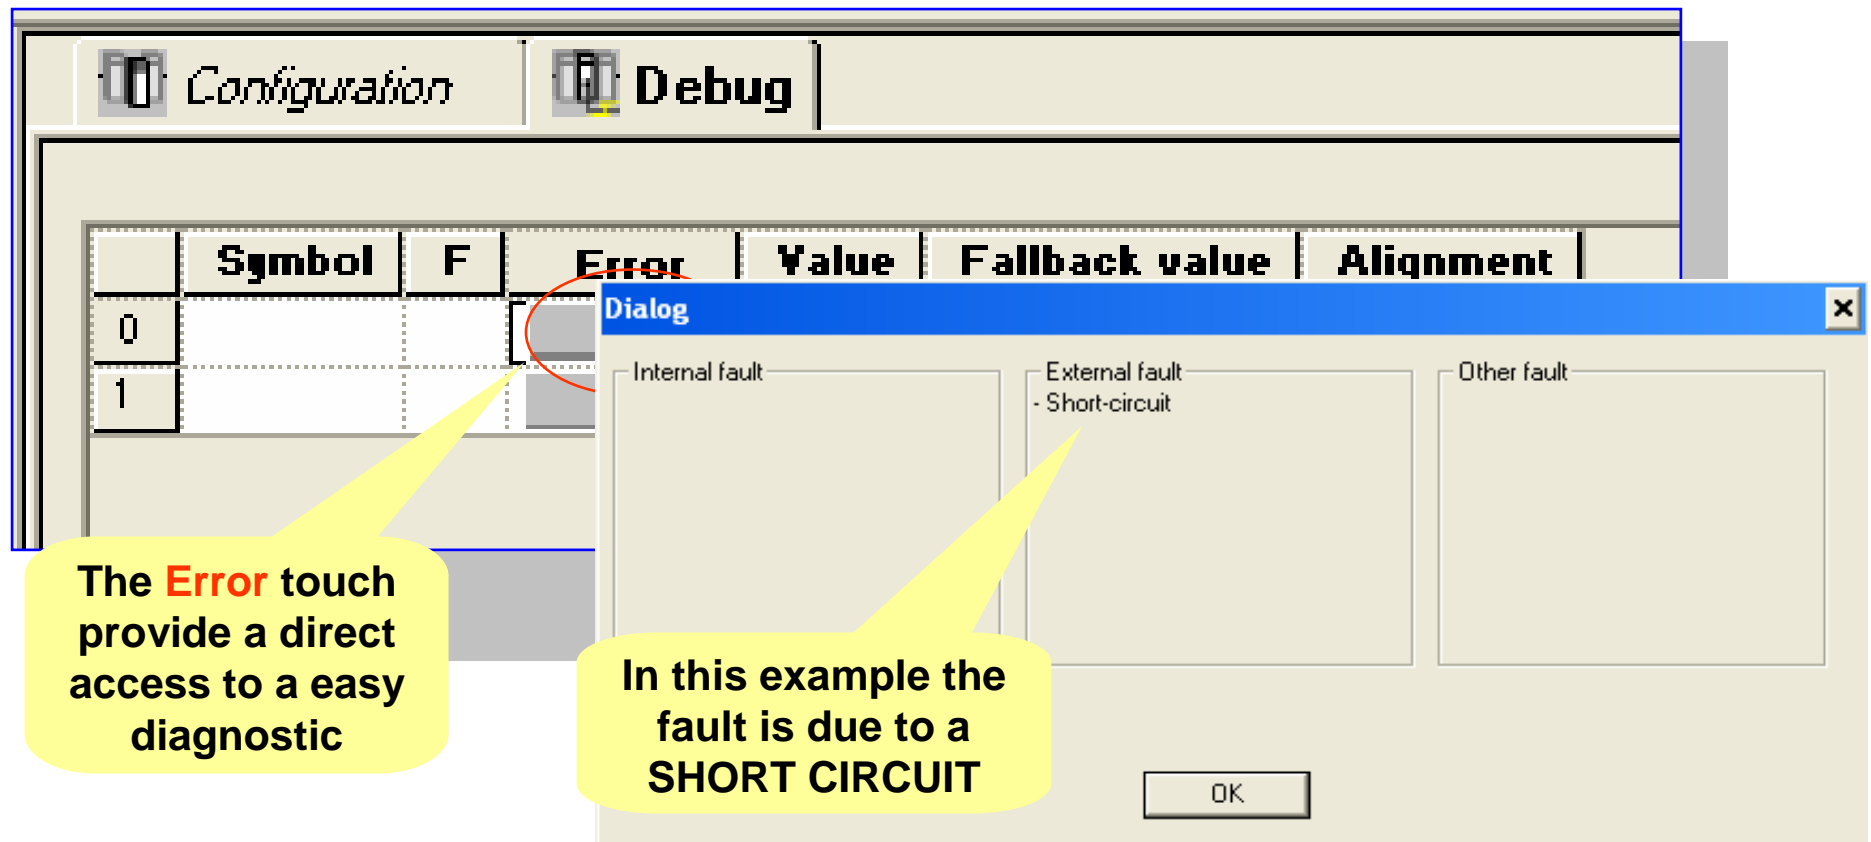 Configuration
Debug
Symbol F Error Value Fallback value Alignment
0
1
Dialog
Internal fault
External fault
- Short-circuit
Other fault
The Error touch
provide a direct
access to a easy
diagnostic
In this example the
fault is due to a
SHORT CIRCUIT
OK